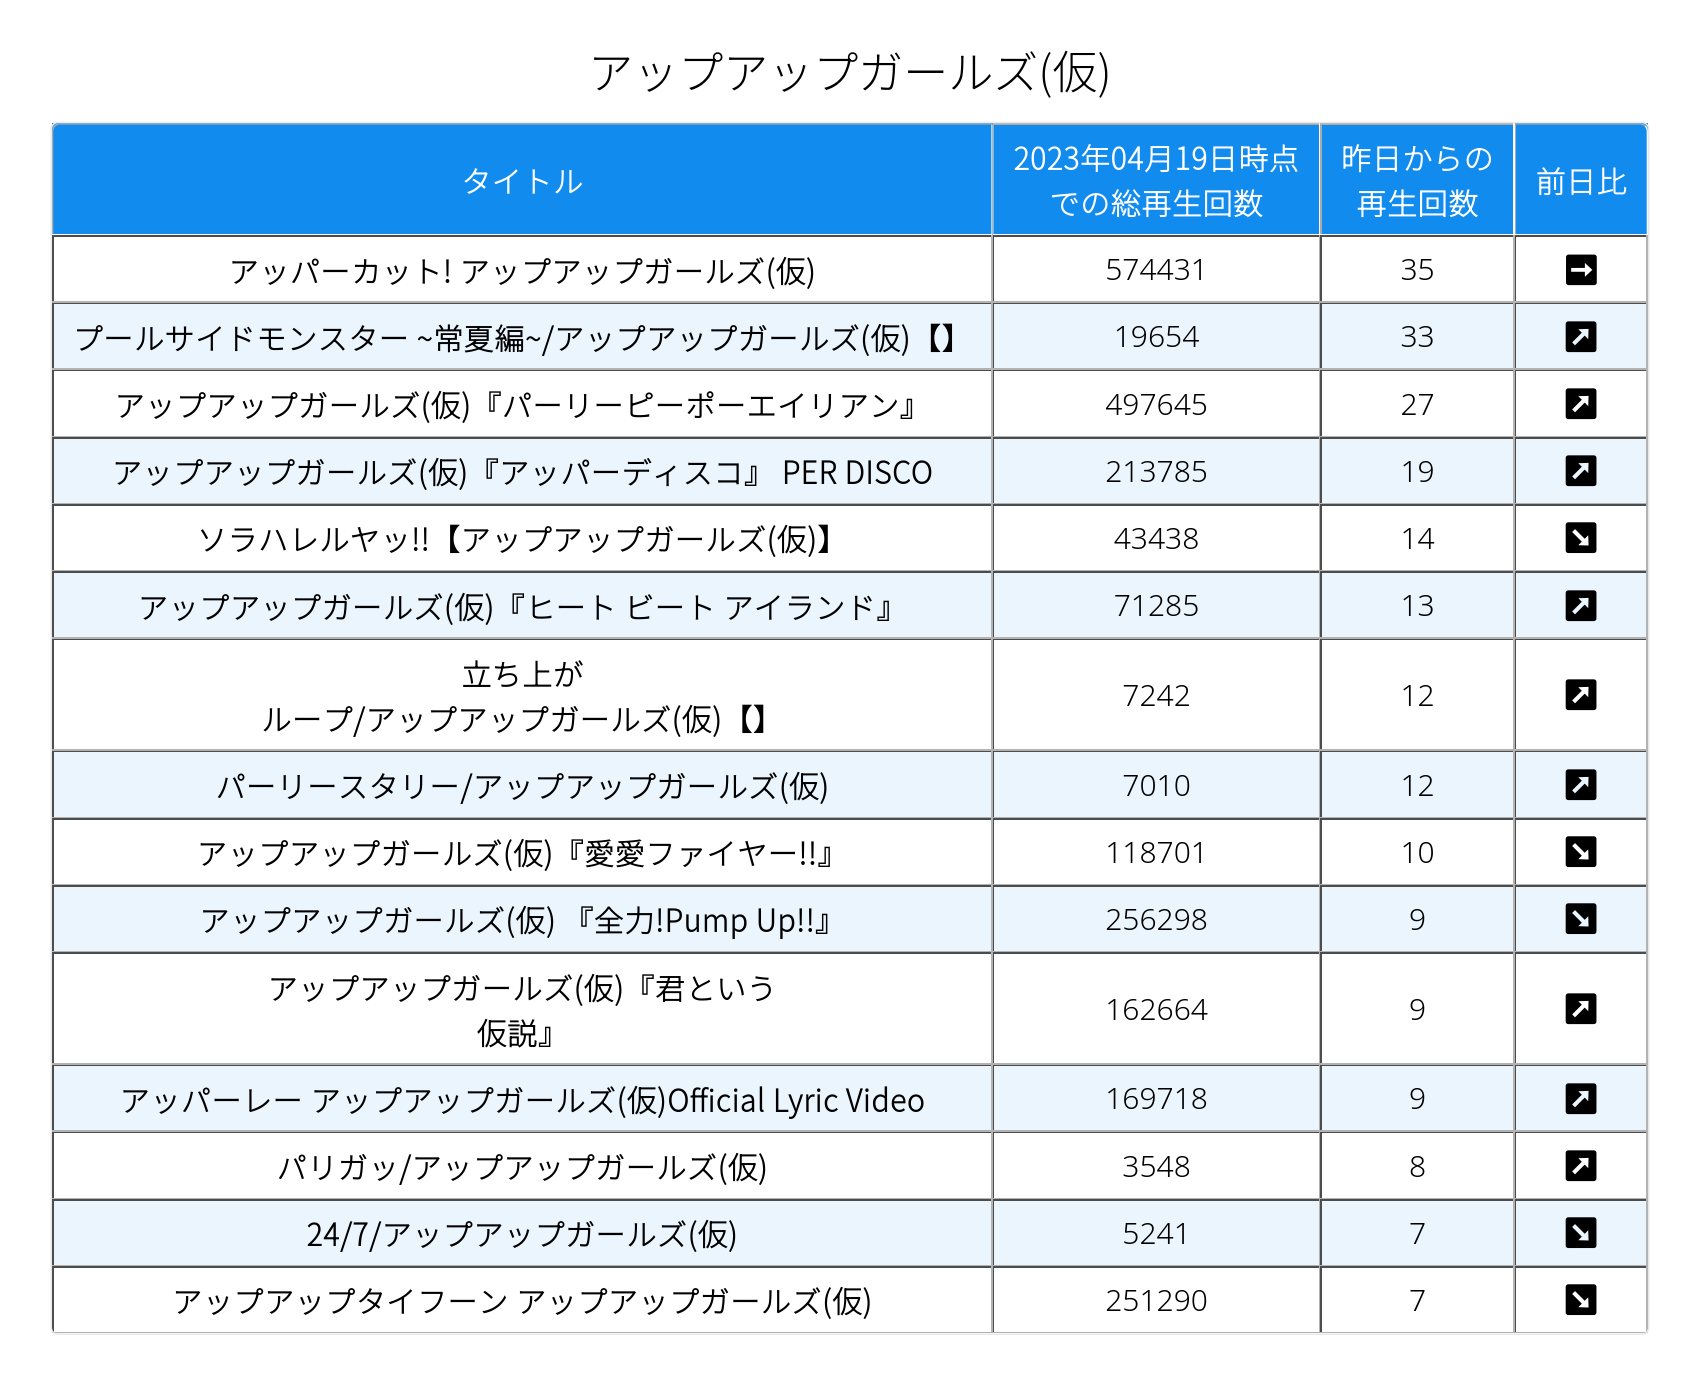 アップアップガールズ(仮)
タイトル
2023年04月19日時点
での総再生回数
昨日からの
再生回数
前日比
アッパーカット! アップアップガールズ(仮) 574431 35
プールサイドモンスター ~常夏編~/アップアップガールズ(仮)【】 19654 33
アップアップガールズ(仮)『パーリーピーポーエイリアン』 497645 27
アップアップガールズ(仮)『アッパーディスコ』 PER DISCO 213785 19
ソラハレルヤッ!!【アップアップガールズ(仮)】 43438 14
アップアップガールズ(仮)『ヒート ビート アイランド』 71285 13
立ち上が
ループ/アップアップガールズ(仮)【】 7242 12
パーリースタリー/アップアップガールズ(仮) 7010 12
アップアップガールズ(仮)『愛愛ファイヤー!!』 118701 10
アップアップガールズ(仮) 『全力!Pump Up!!』 256298 9
アップアップガールズ(仮)『君という
仮説』 162664 9
アッパーレー アップアップガールズ(仮)Official Lyric Video 169718 9
パリガッ/アップアップガールズ(仮) 3548 8
24/7/アップアップガールズ(仮) 5241 7
アップアップタイフーン アップアップガールズ(仮) 251290 7